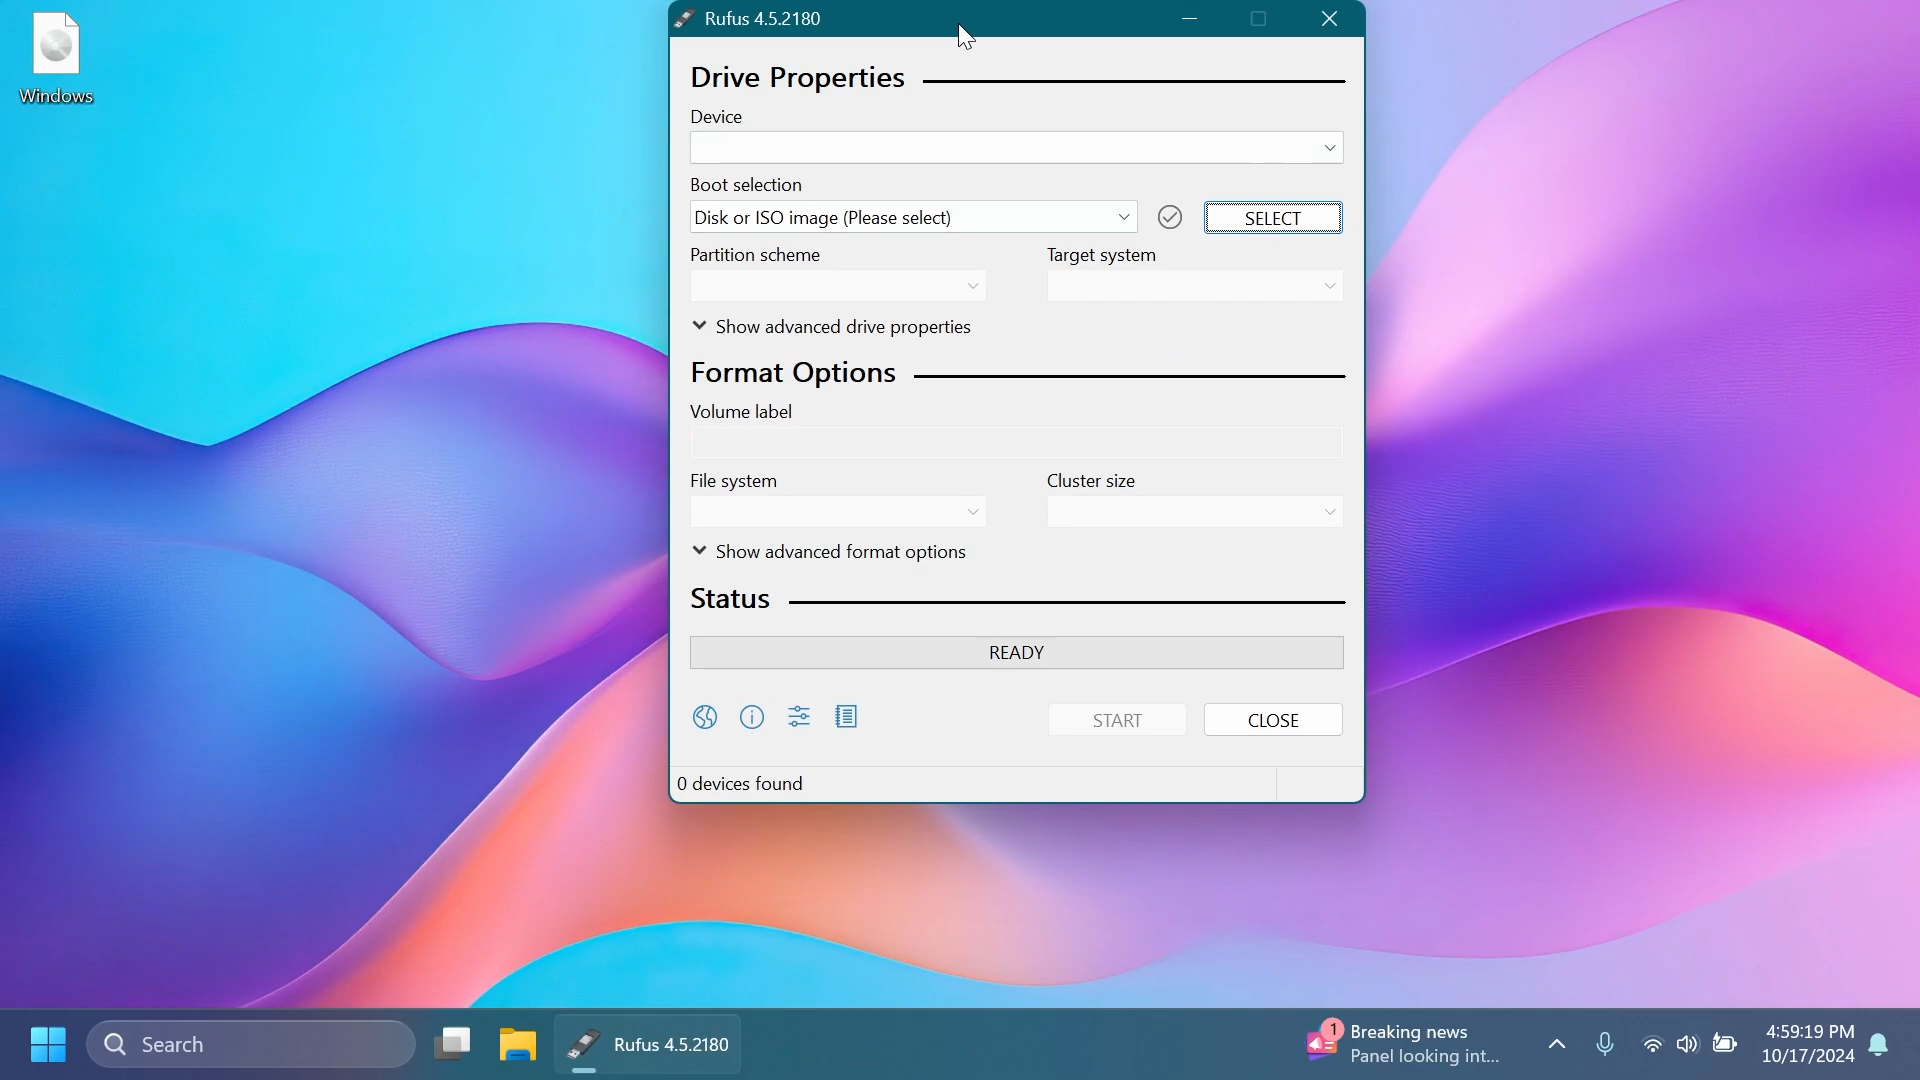 Windows
Rufus 4.5.2180
Drive Properties
Device
Boot selection
Disk or ISO image (Please select)
SELECT
Partition scheme
Target system
Show advanced drive properties
Format Options
Volume label
File system
Cluster size
Show advanced format options
Status
READY
START
CLOSE
0 devices found
Search
Rufus 4.5.2180
1
Breaking news
Panel looking int...
4:59:19 PM
10/17/2024